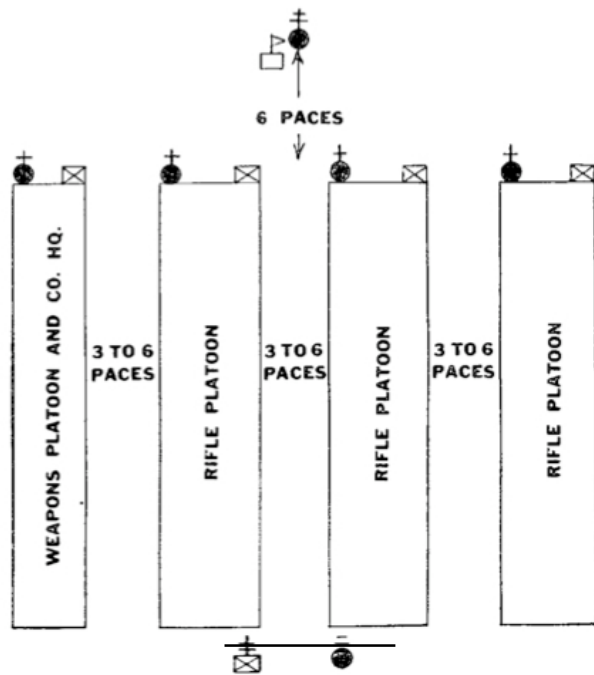 6 PACES
WEAPONS PLATOON AND CO. HQ.
3 TO 6
PACES
RIFLE PLATOON
3 TO 6
PACES
RIFLE PLATOON
3 TO 6
PACES
RIFLE PLATOON